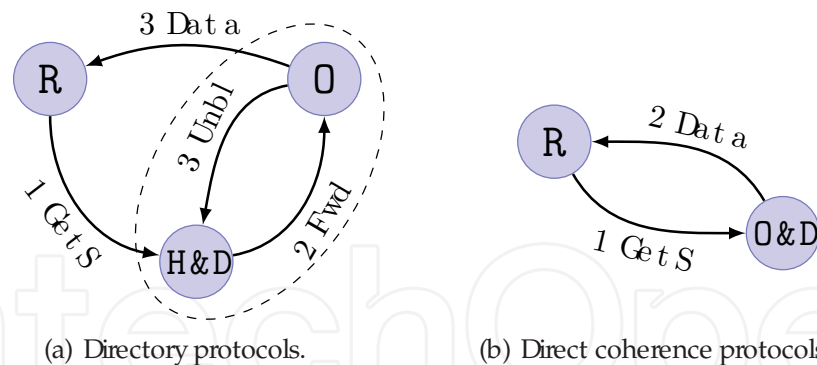 3 Data
R
O
3 Unbl
1 GetS
2 Fwd
H&D
(a) Directory protocols.
2 Data
R
O&D
1 GetS
(b) Direct coherence protocols